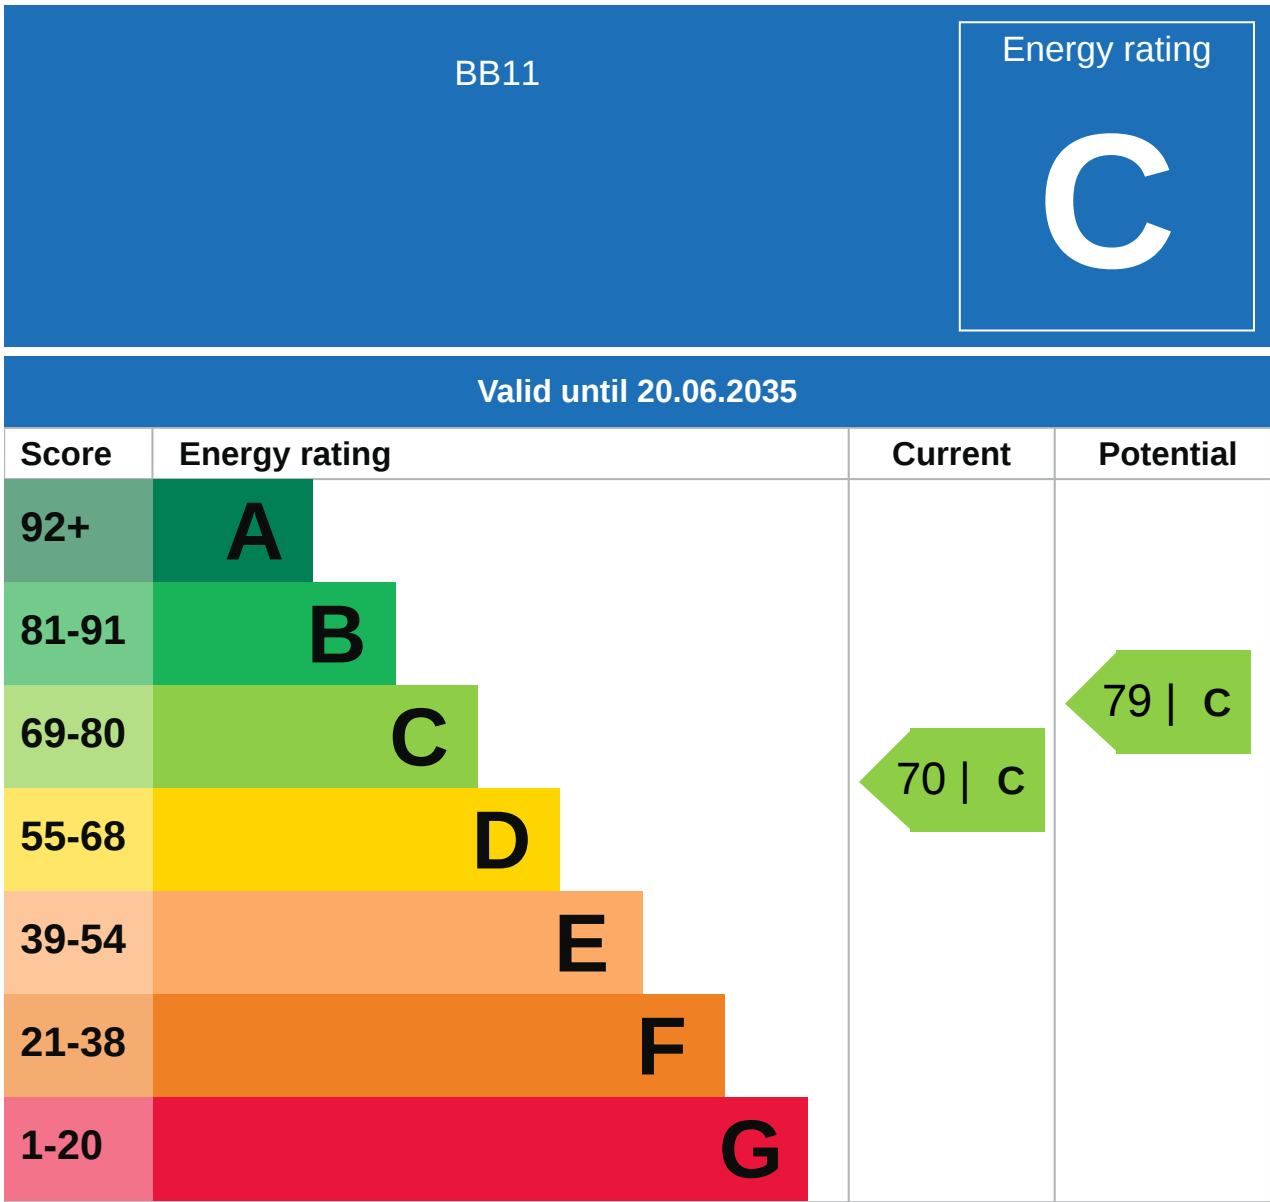 BB11
Energy rating
C
Valid until 20.06.2035
Score Energy rating Current Potential
92+ A
81-91 B
79 | C
69-80 C
70 | C
55-68 D
39-54 E
21-38 F
1-20 G